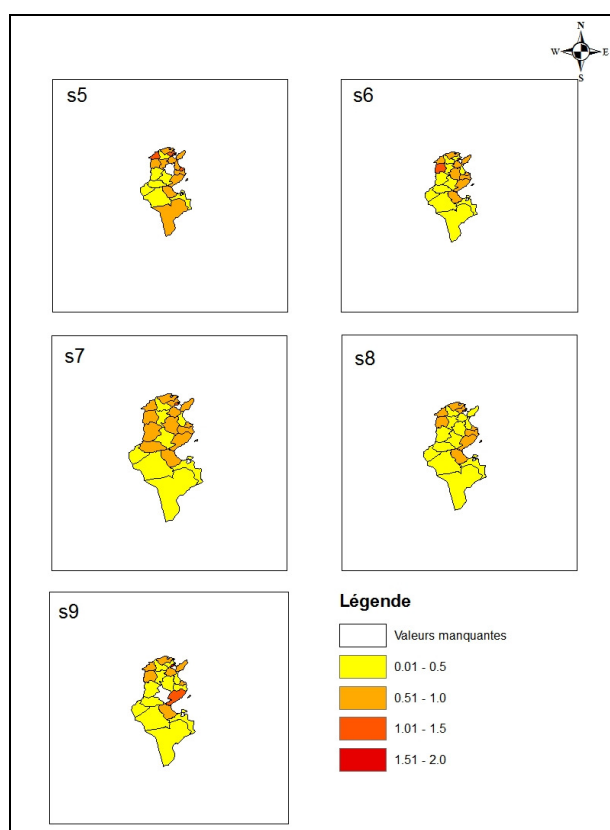 N
W E
S
s5
s6
s7
s8
s9
Légende
Valeurs manquantes
0.01 - 0.5
0.51 - 1.0
1.01 - 1.5
1.51 - 2.0